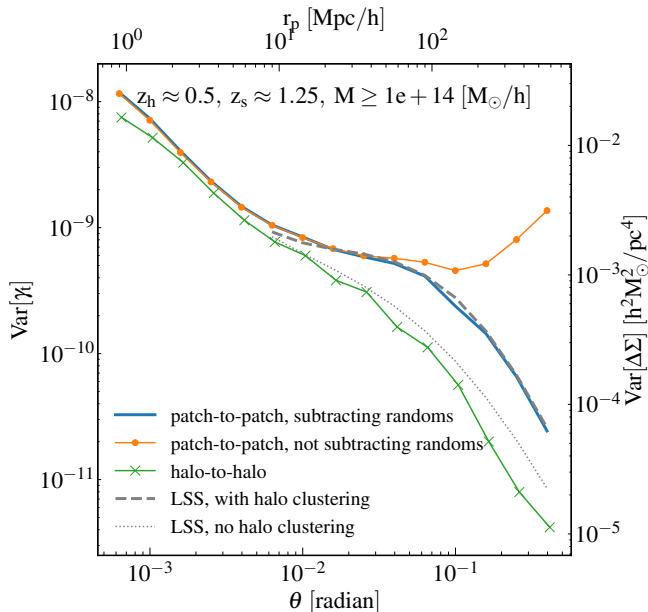 r_p [Mpc/h]
10^0 10^1 10^2
z_h ≈ 0.5, z_s ≈ 1.25, M ≥ 1e + 14 [M_⊙/h]
10^{-8}
10^{-9}
10^{-10}
10^{-11}
Var[γ_t]
10^{-2}
10^{-3}
10^{-4}
10^{-5}
Var[ΔΣ] [h^2M_⊙^2/pc^4]
patch-to-patch, subtracting randoms
patch-to-patch, not subtracting randoms
halo-to-halo
LSS, with halo clustering
LSS, no halo clustering
10^{-3} 10^{-2} 10^{-1}
θ [radian]